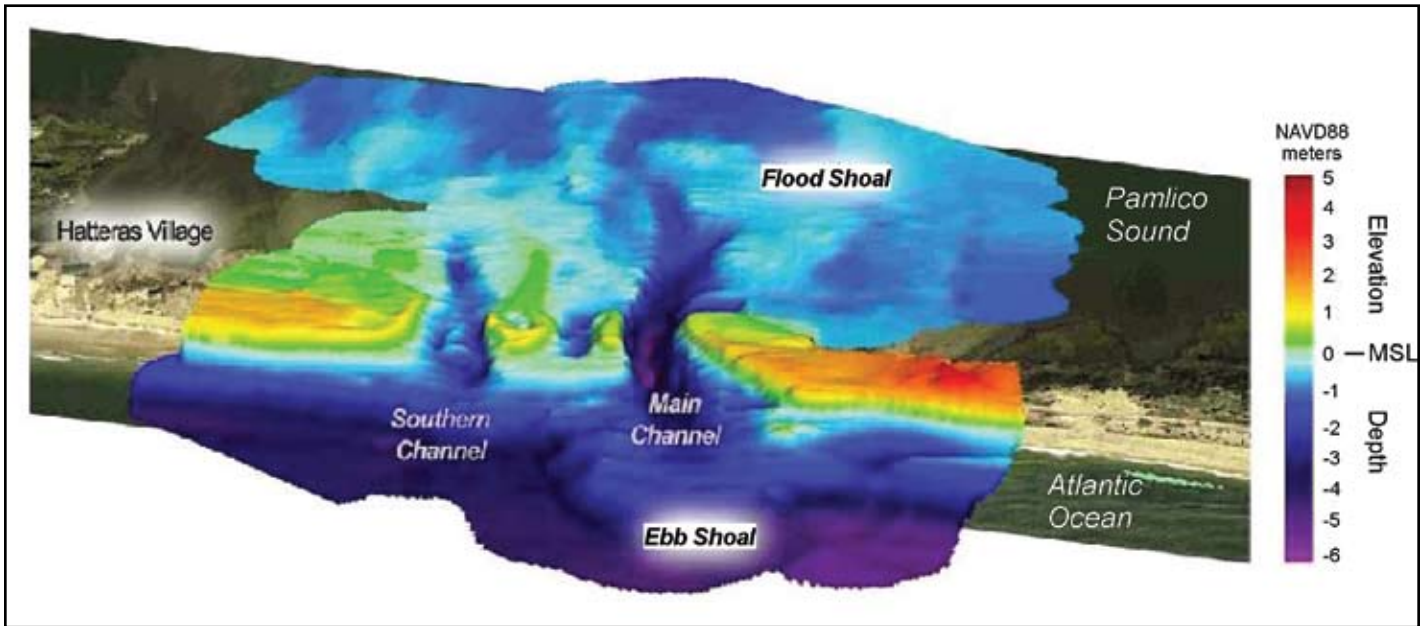 Hatteras Village
Flood Shoal
Pamlico
Sound
Southern
Channel
Main
Channel
Ebb Shoal
Atlantic
Ocean
NAVD88
meters
5
4
3
2
1
0
-1
-2
-3
-4
-5
-6
Elevation
MSL
Depth